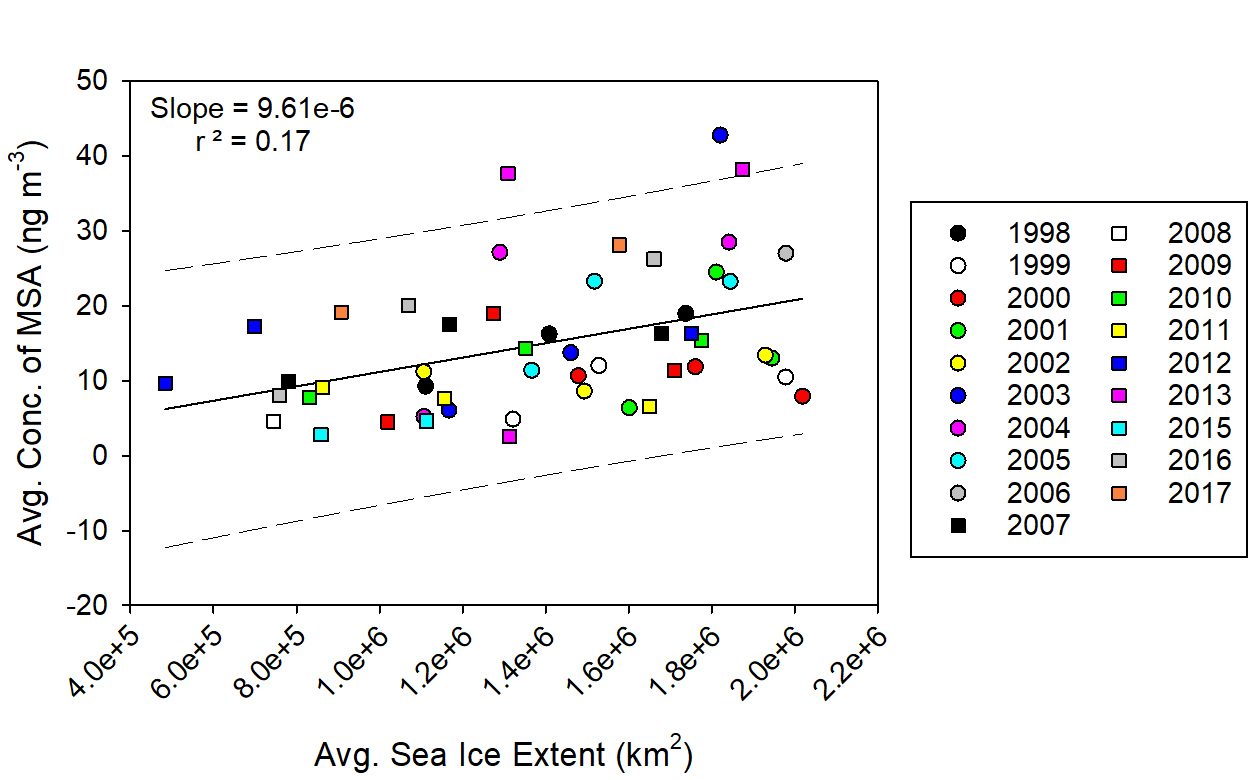 Slope = 9.61e-6
r ² = 0.17
Avg. Conc. of MSA (ng m-3)
50
40
30
20
10
0
-10
-20
4.0e+5
6.0e+5
8.0e+5
1.0e+6
1.2e+6
1.4e+6
1.6e+6
1.8e+6
2.0e+6
2.2e+6
Avg. Sea Ice Extent (km2)
1998
1999
2000
2001
2002
2003
2004
2005
2006
2007
2008
2009
2010
2011
2012
2013
2015
2016
2017